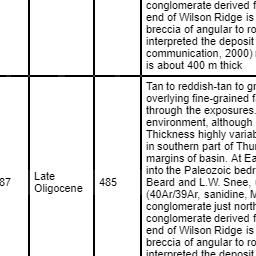 conglomerate derived f
end of Wilson Ridge is
breccia of angular to ro
interpreted the deposit
communication, 2000)
is about 400 m thick
87
Late
Oligocene
485
Tan to reddish-tan to gr
overlying fine-grained f
through the exposures.
environment, although
Thickness highly variab
in southern part of Thu
margins of basin. At Ea
into the Paleozoic bedr
Beard and L.W. Snee,
(40Ar/39Ar, sanidine, M
conglomerate just north
conglomerate derived f
end of Wilson Ridge is
breccia of angular to ro
interpreted the deposit